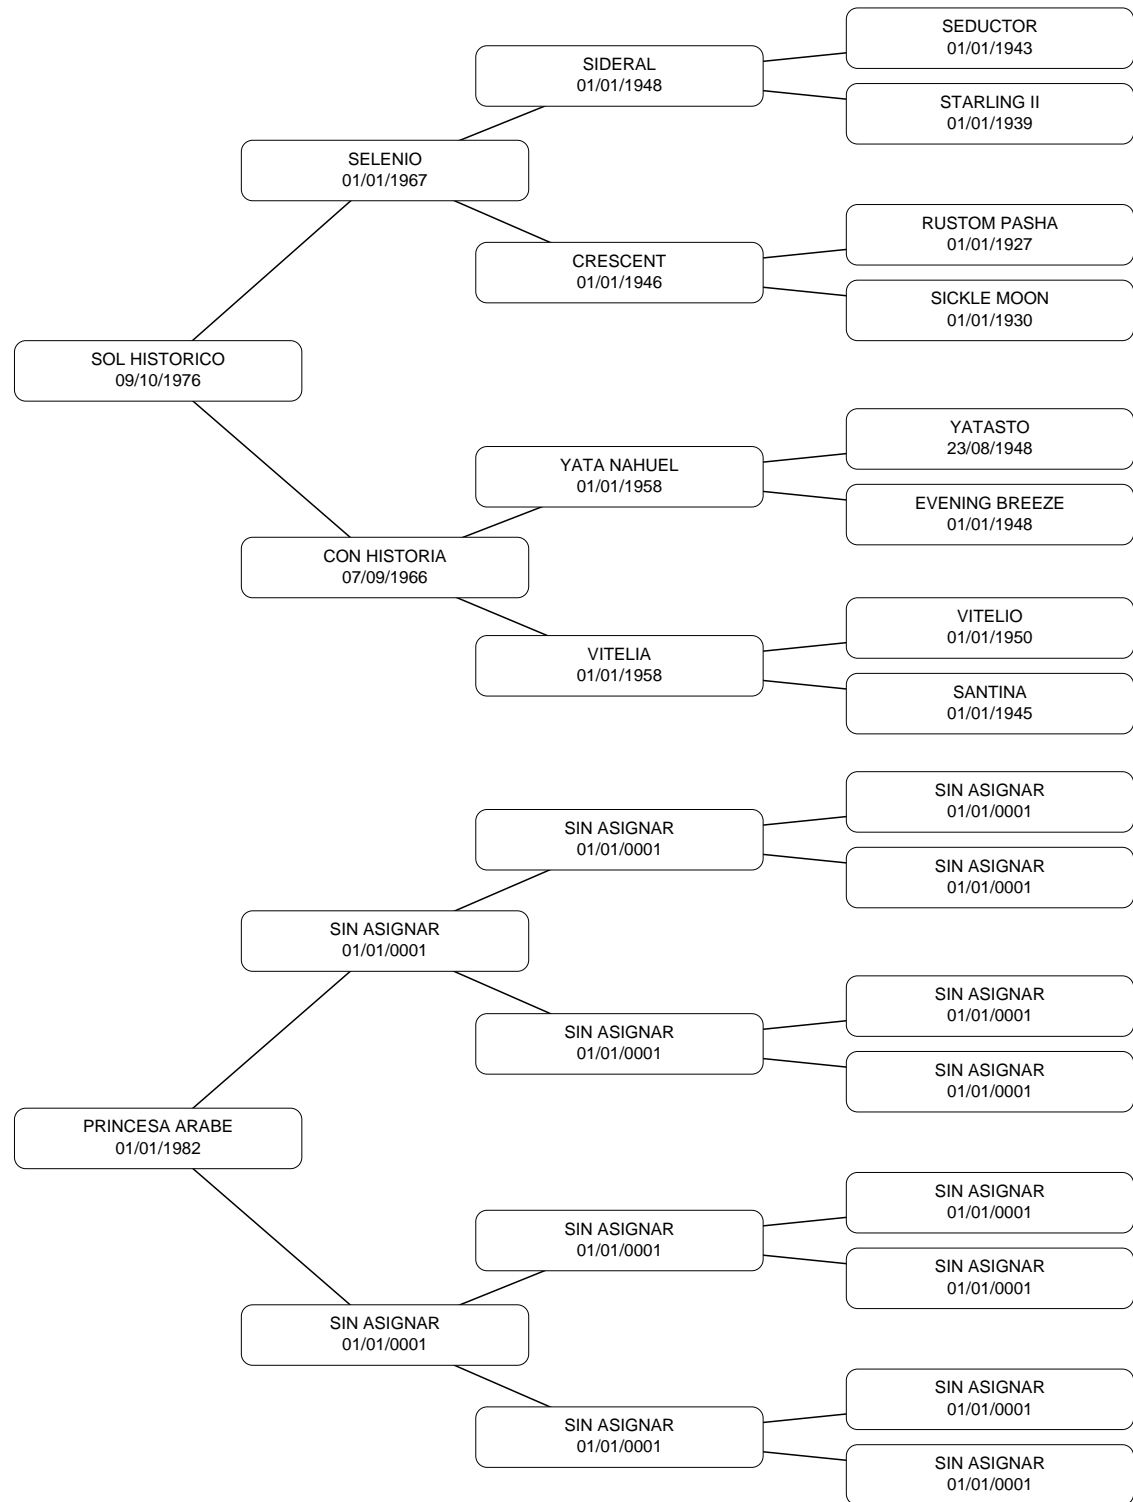 SEDUCTOR
01/01/1943
SIDERAL
01/01/1948
STARLING II
01/01/1939
SELENIO
01/01/1967
RUSTOM PASHA
01/01/1927
CRESCENT
01/01/1946
SICKLE MOON
01/01/1930
SOL HISTORICO
09/10/1976
YATASTO
23/08/1948
YATA NAHUEL
01/01/1958
EVENING BREEZE
01/01/1948
CON HISTORIA
07/09/1966
VITELIO
01/01/1950
VITELIA
01/01/1958
SANTINA
01/01/1945
SIN ASIGNAR
01/01/0001
SIN ASIGNAR
01/01/0001
SIN ASIGNAR
01/01/0001
SIN ASIGNAR
01/01/0001
SIN ASIGNAR
01/01/0001
SIN ASIGNAR
01/01/0001
SIN ASIGNAR
01/01/0001
PRINCESA ARABE
01/01/1982
SIN ASIGNAR
01/01/0001
SIN ASIGNAR
01/01/0001
SIN ASIGNAR
01/01/0001
SIN ASIGNAR
01/01/0001
SIN ASIGNAR
01/01/0001
SIN ASIGNAR
01/01/0001
SIN ASIGNAR
01/01/0001